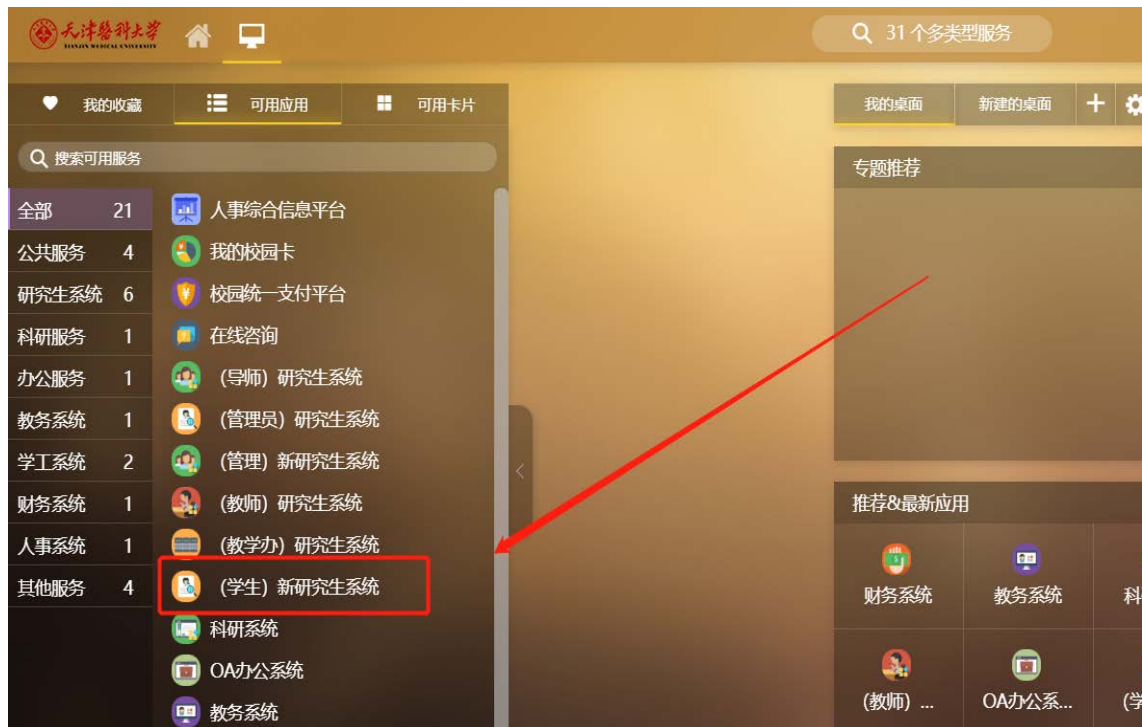 天津醫科大學
TIANJIN MEDICAL UNIVERSITY
31 个多类型服务
我的收藏
可用应用
可用卡片
搜索可用服务
全部 21
公共服务 4
研究生系统 6
科研服务 1
办公服务 1
教务系统 1
学工系统 2
财务系统 1
人事系统 1
其他服务 4
人事综合信息平台
我的校园卡
校园统一支付平台
在线咨询
（导师）研究生系统
（管理员）研究生系统
（管理）新研究生系统
（教师）研究生系统
（教学办）研究生系统
（学生）新研究生系统
科研系统
OA办公系统
教务系统
我的桌面
新建的桌面
专题推荐
推荐&最新应用
财务系统
教务系统
科
（教师）...
OA办公系...
（学